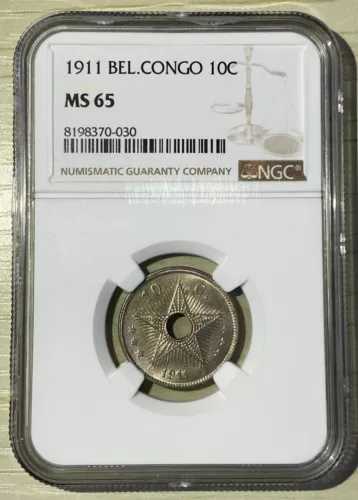 1911 BEL.CONGO 10C
MS 65
8198370-030
NUMISMATIC GUARANTY COMPANY
NGC®
10 C.
1911